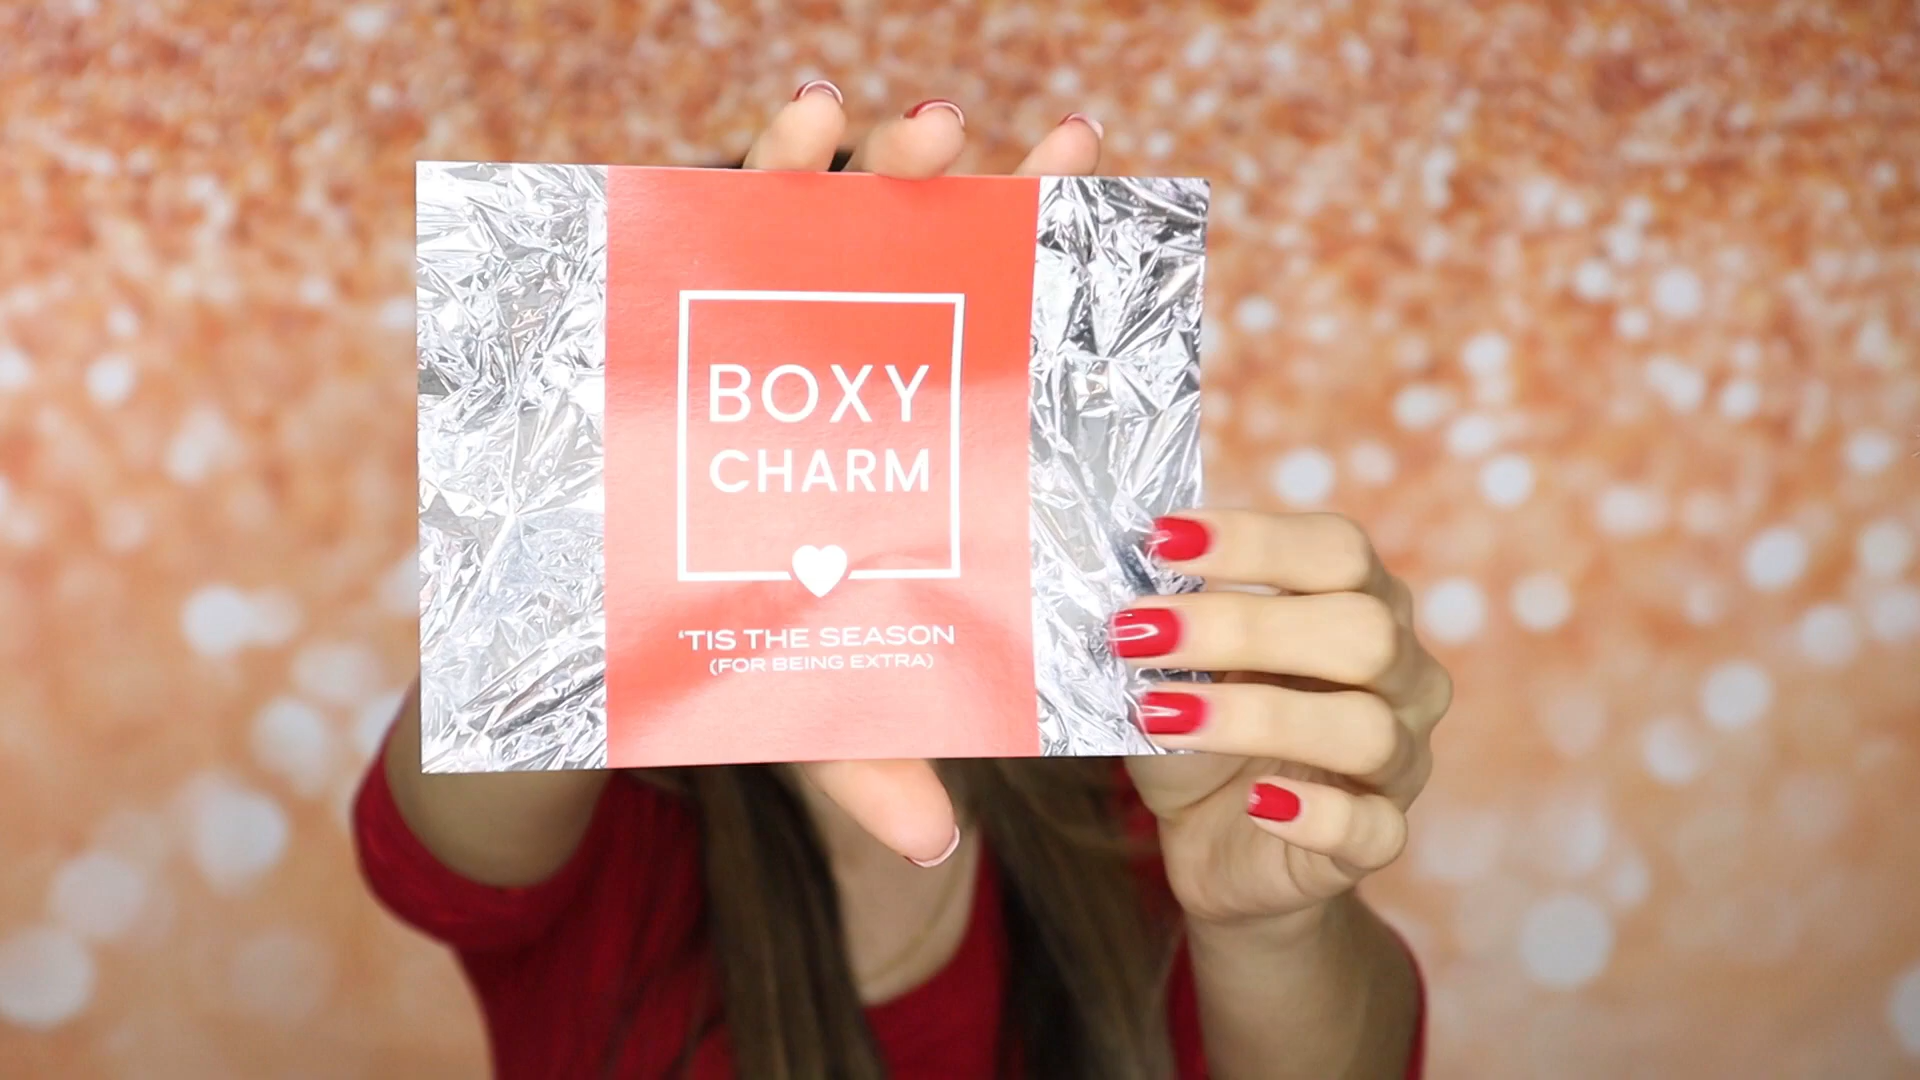 BOXY
CHARM
‘TIS THE SEASON
(FOR BEING EXTRA)